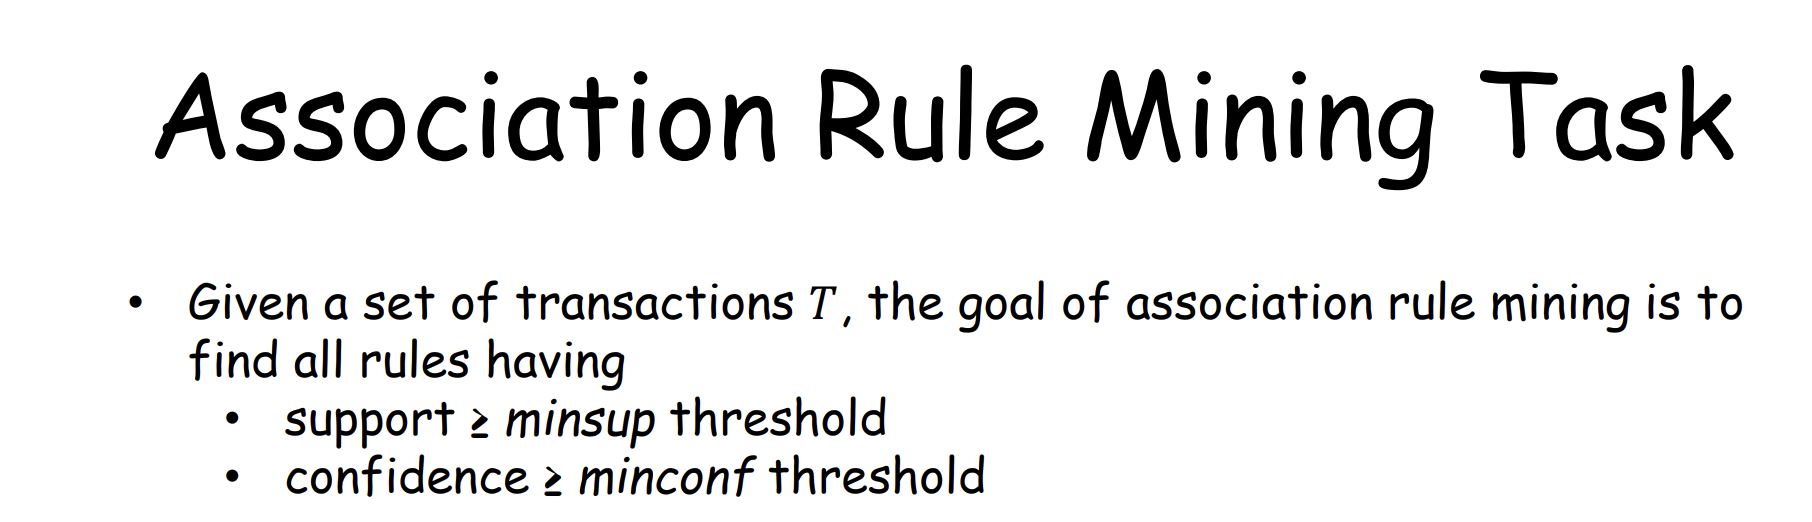 Association Rule Mining Task
• Given a set of transactions T, the goal of association rule mining is to
find all rules having
• support ≥ minsup threshold
• confidence ≥ minconf threshold